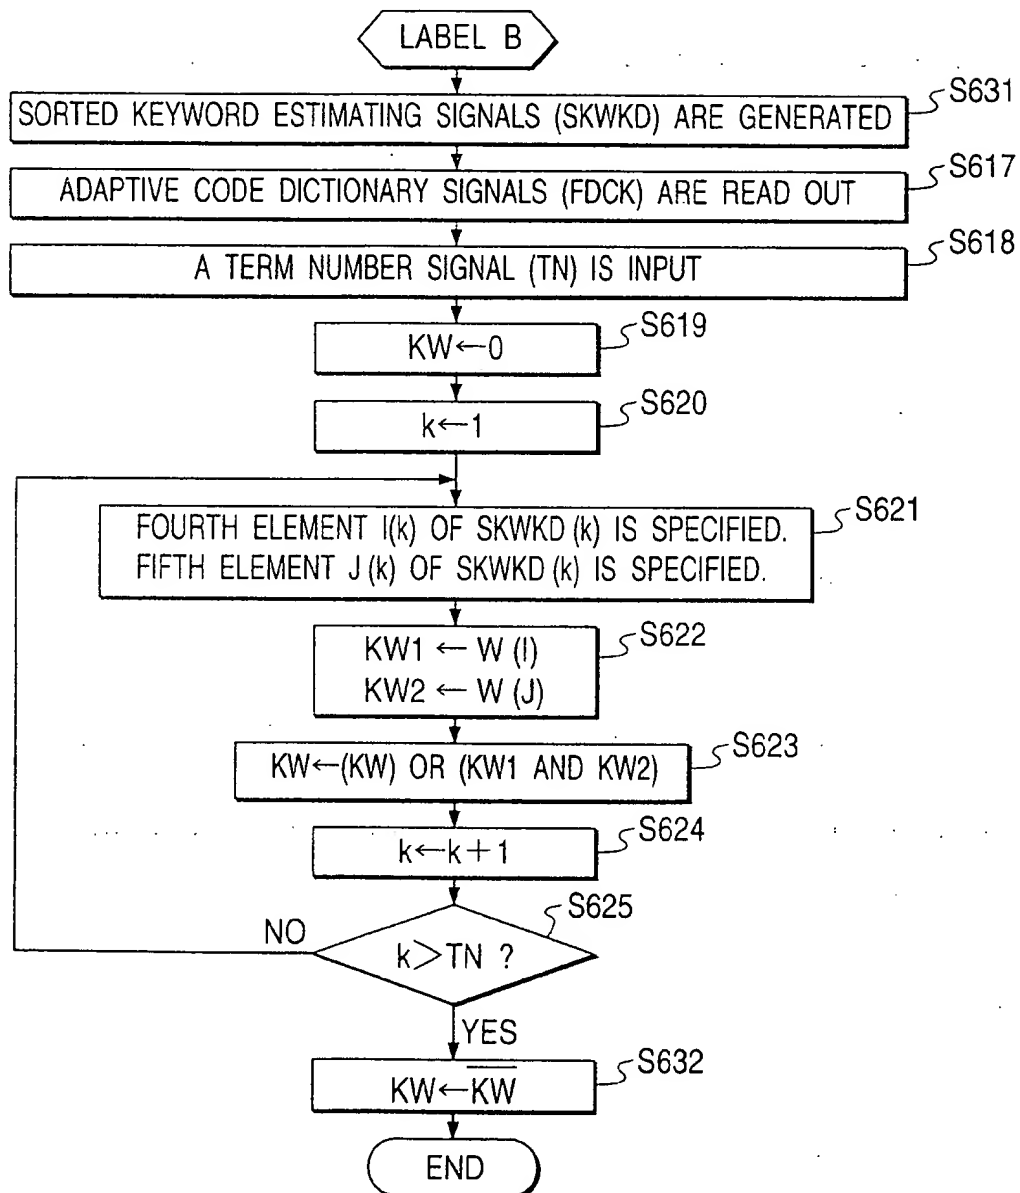 LABEL B
SORTED KEYWORD ESTIMATING SIGNALS (SKWKD) ARE GENERATED
S631
ADAPTIVE CODE DICTIONARY SIGNALS (FDCK) ARE READ OUT
S617
A TERM NUMBER SIGNAL (TN) IS INPUT
S618
KW←0
S619
k←1
S620
FOURTH ELEMENT I(k) OF SKWKD (k) IS SPECIFIED.
FIFTH ELEMENT J (k) OF SKWKD (k) IS SPECIFIED.
S621
KW1 ← W (I)
KW2 ← W (J)
S622
KW←(KW) OR (KW1 AND KW2)
S623
k←k+1
S624
k>TN ?
S625
NO
YES
KW←K̅W̅
S632
END